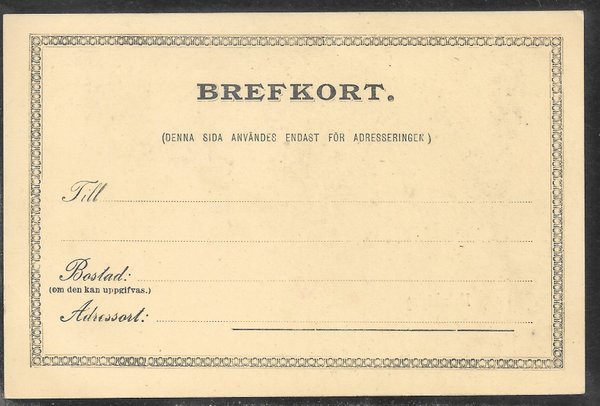 BREFKORT.
(DENNA SIDA ANVÄNDES ENDAST FÖR ADRESSERINGEN)
Till
Bostad:
(om den kan uppgifvas.)
Adressort: